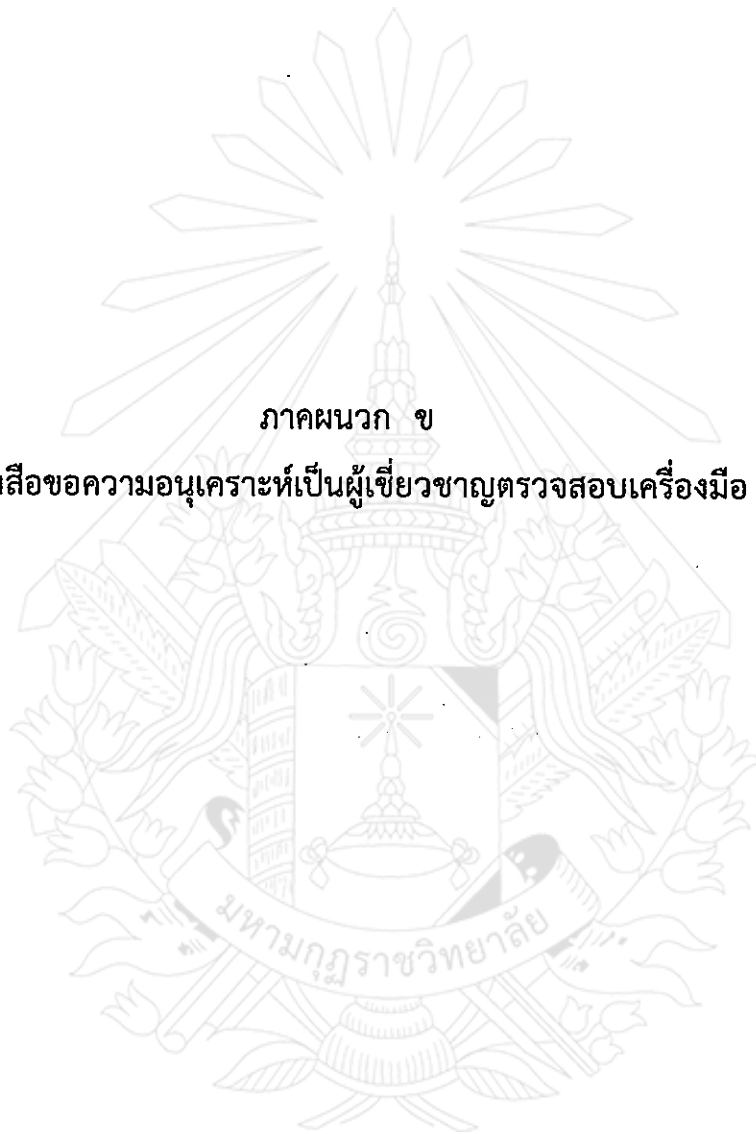 ภาคผนวก ข
สือขอความอนุเคราะห์เป็นผู้เชี่ยวชาญตรวจสอบเครื่องมือ
มหามกุฏราชวิทยาลัย